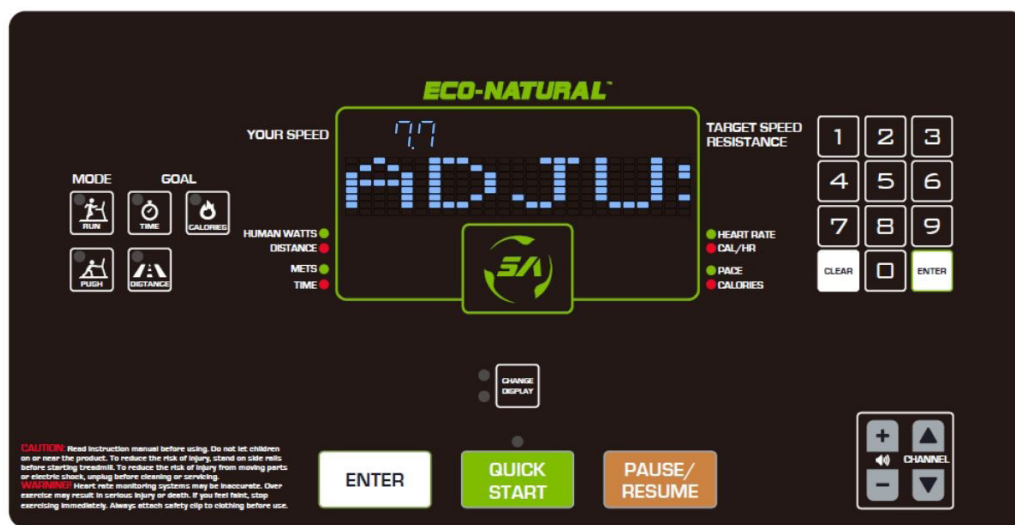 ECO-NATURAL™
YOUR SPEED
7.7
TARGET SPEED
RESISTANCE
ADJU:
MODE
GOAL
RUN
TIME
CALORIES
PUSH
DISTANCE
HUMAN WATTS
DISTANCE
METS
TIME
SA
HEART RATE
CAL/HR
PACE
CALORIES
1 2 3
4 5 6
7 8 9
CLEAR 0 ENTER
CHANGE
DISPLAY
CAUTION: Read instruction manual before using. Do not let children
on or near the product. To reduce the risk of injury, stand on side rails
before starting treadmill. To reduce the risk of injury from moving parts
or electric shock, unplug before cleaning or servicing.
WARNING! Heart rate monitoring systems may be inaccurate. Over
exercise may result in serious injury or death. If you feel faint, stop
exercising immediately. Always attach safety clip to clothing before use.
ENTER
QUICK
START
PAUSE/
RESUME
+
CHANNEL
−